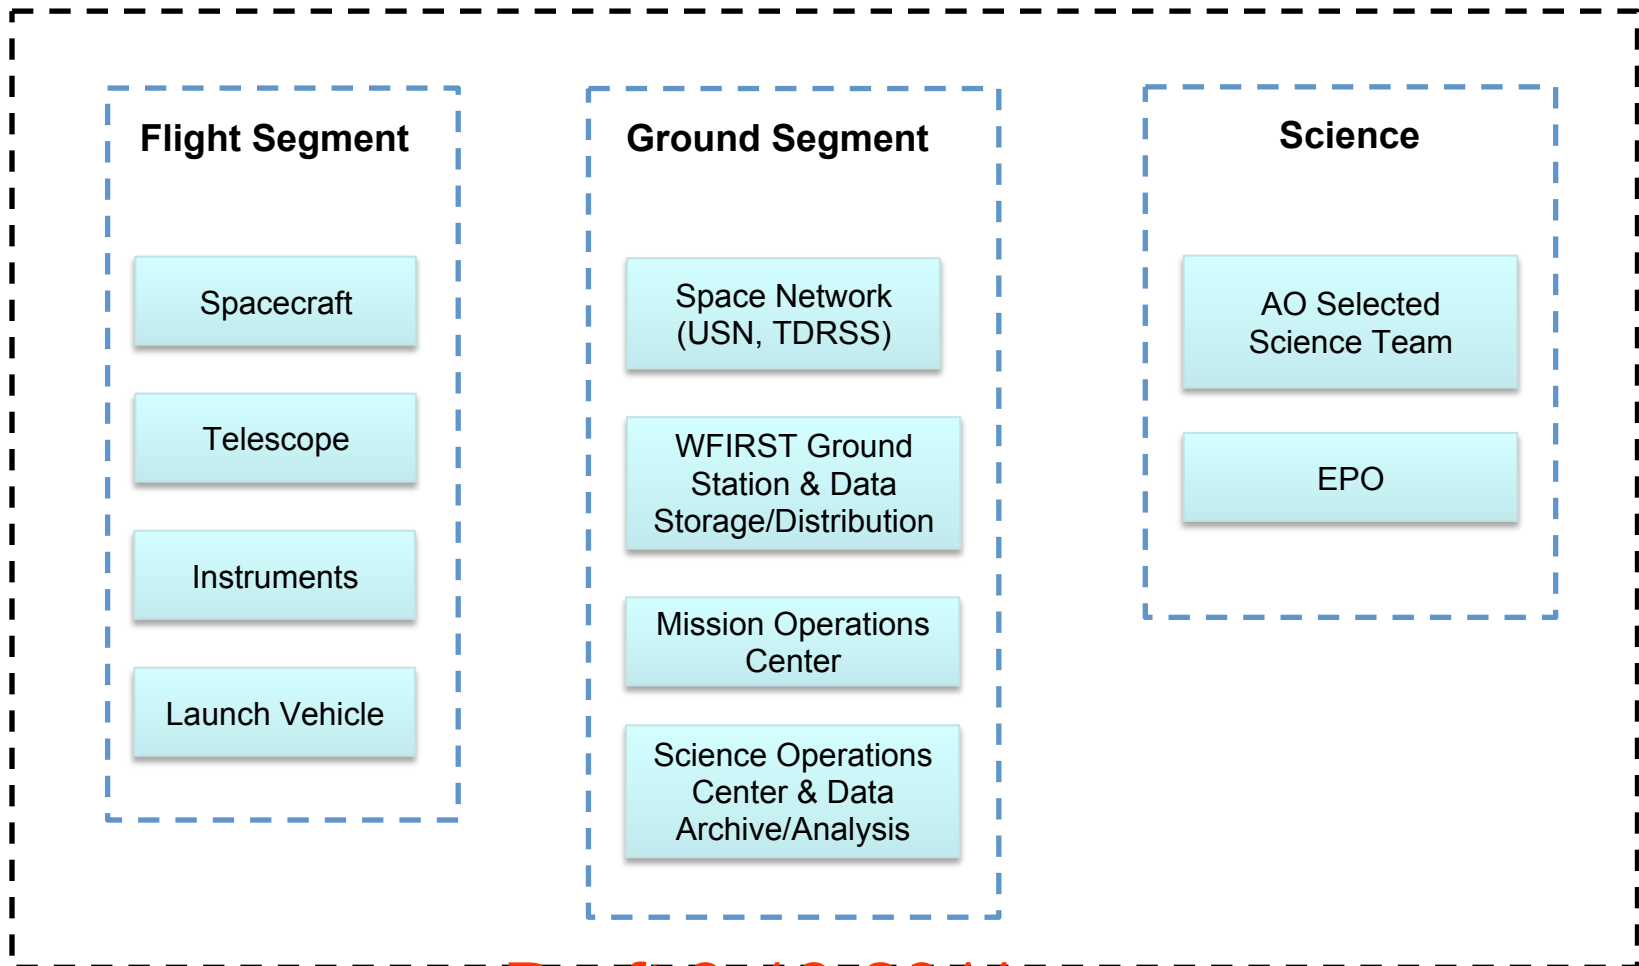 Flight Segment
Spacecraft
Telescope
Instruments
Launch Vehicle
Ground Segment
Space Network
(USN, TDRSS)
WFIRST Ground
Station & Data
Storage/Distribution
Mission Operations
Center
Science Operations
Center & Data
Archive/Analysis
Science
AO Selected
Science Team
EPO